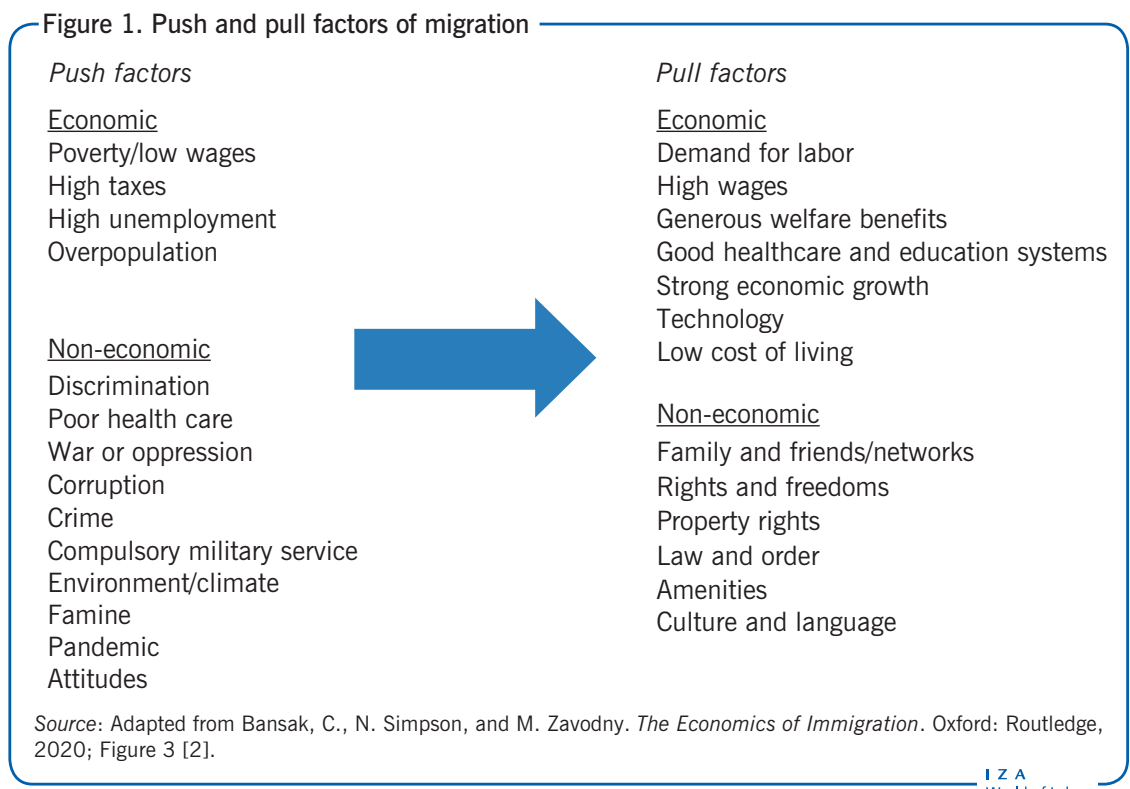 Figure 1. Push and pull factors of migration
Push factors
Economic
Poverty/low wages
High taxes
High unemployment
Overpopulation
Non-economic
Discrimination
Poor health care
War or oppression
Corruption
Crime
Compulsory military service
Environment/climate
Famine
Pandemic
Attitudes
Pull factors
Economic
Demand for labor
High wages
Generous welfare benefits
Good healthcare and education systems
Strong economic growth
Technology
Low cost of living
Non-economic
Family and friends/networks
Rights and freedoms
Property rights
Law and order
Amenities
Culture and language
Source: Adapted from Bansak, C., N. Simpson, and M. Zavodny. The Economics of Immigration. Oxford: Routledge,
2020; Figure 3 [2].
I Z A